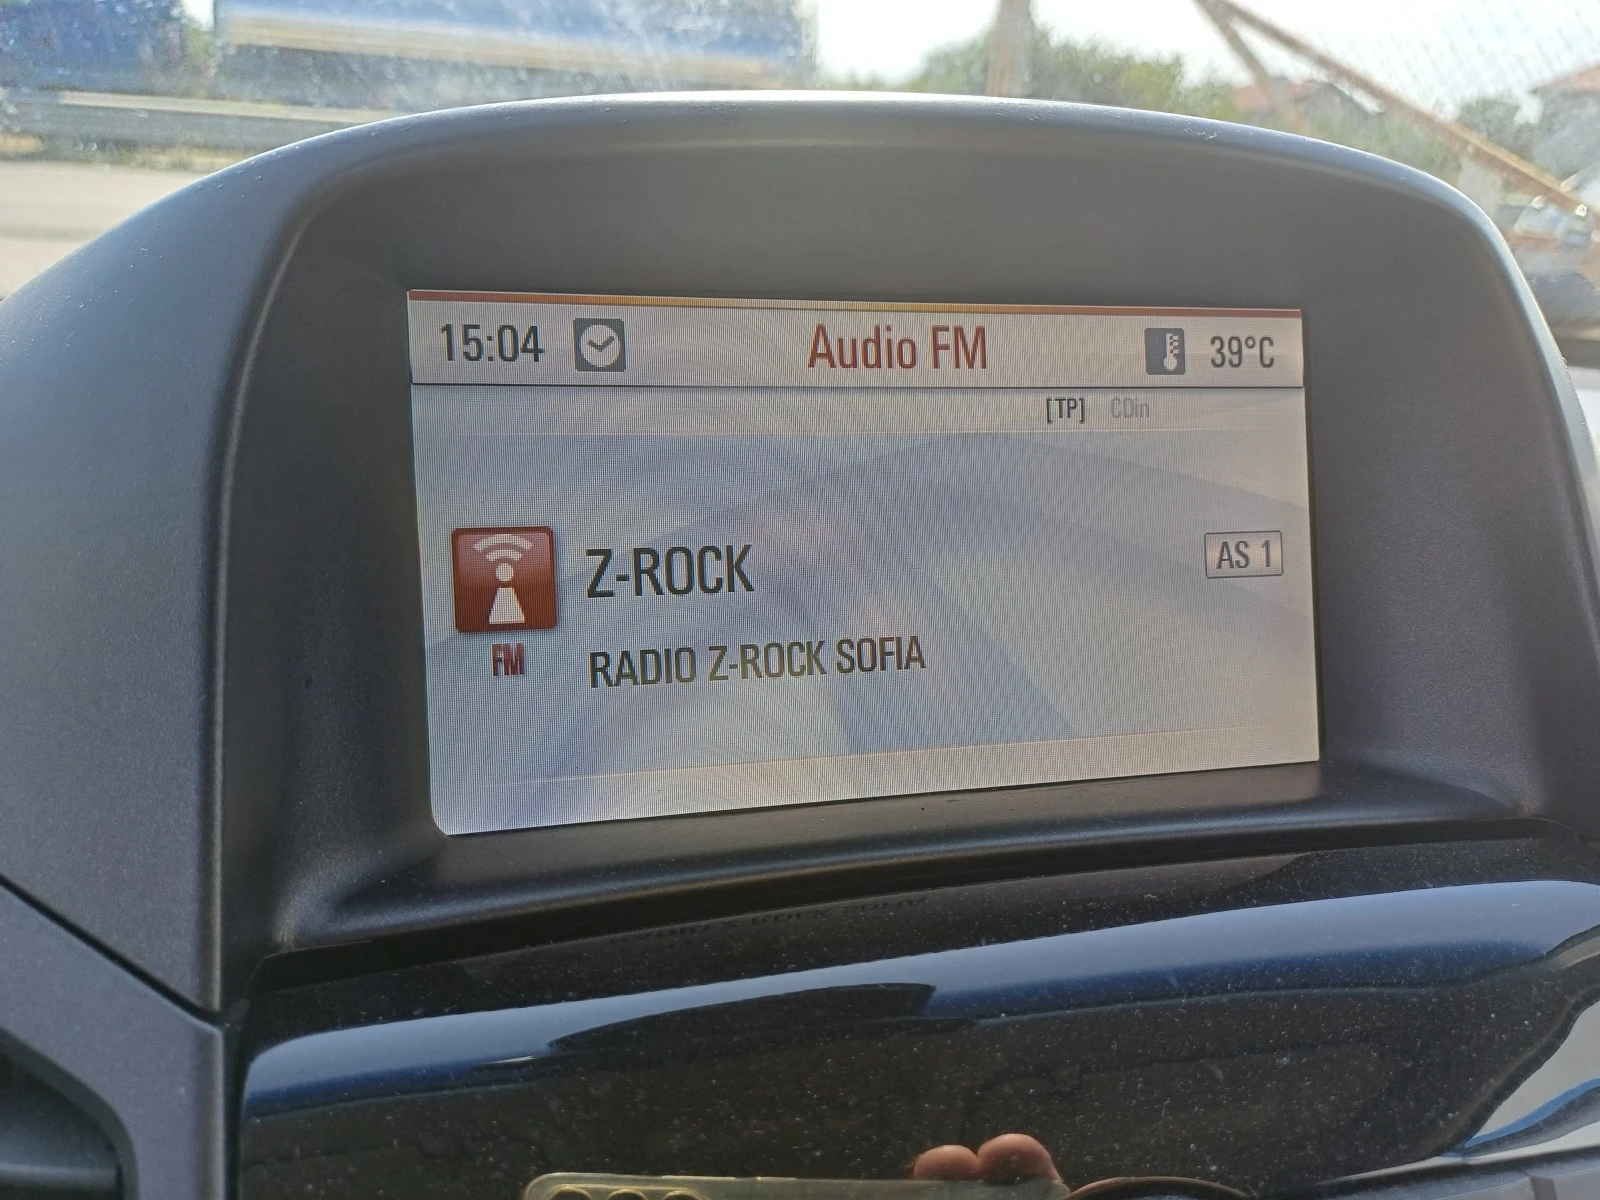 15:04 Audio FM 39°C
[TP] CDin
Z-ROCK AS 1
FM RADIO Z-ROCK SOFIA